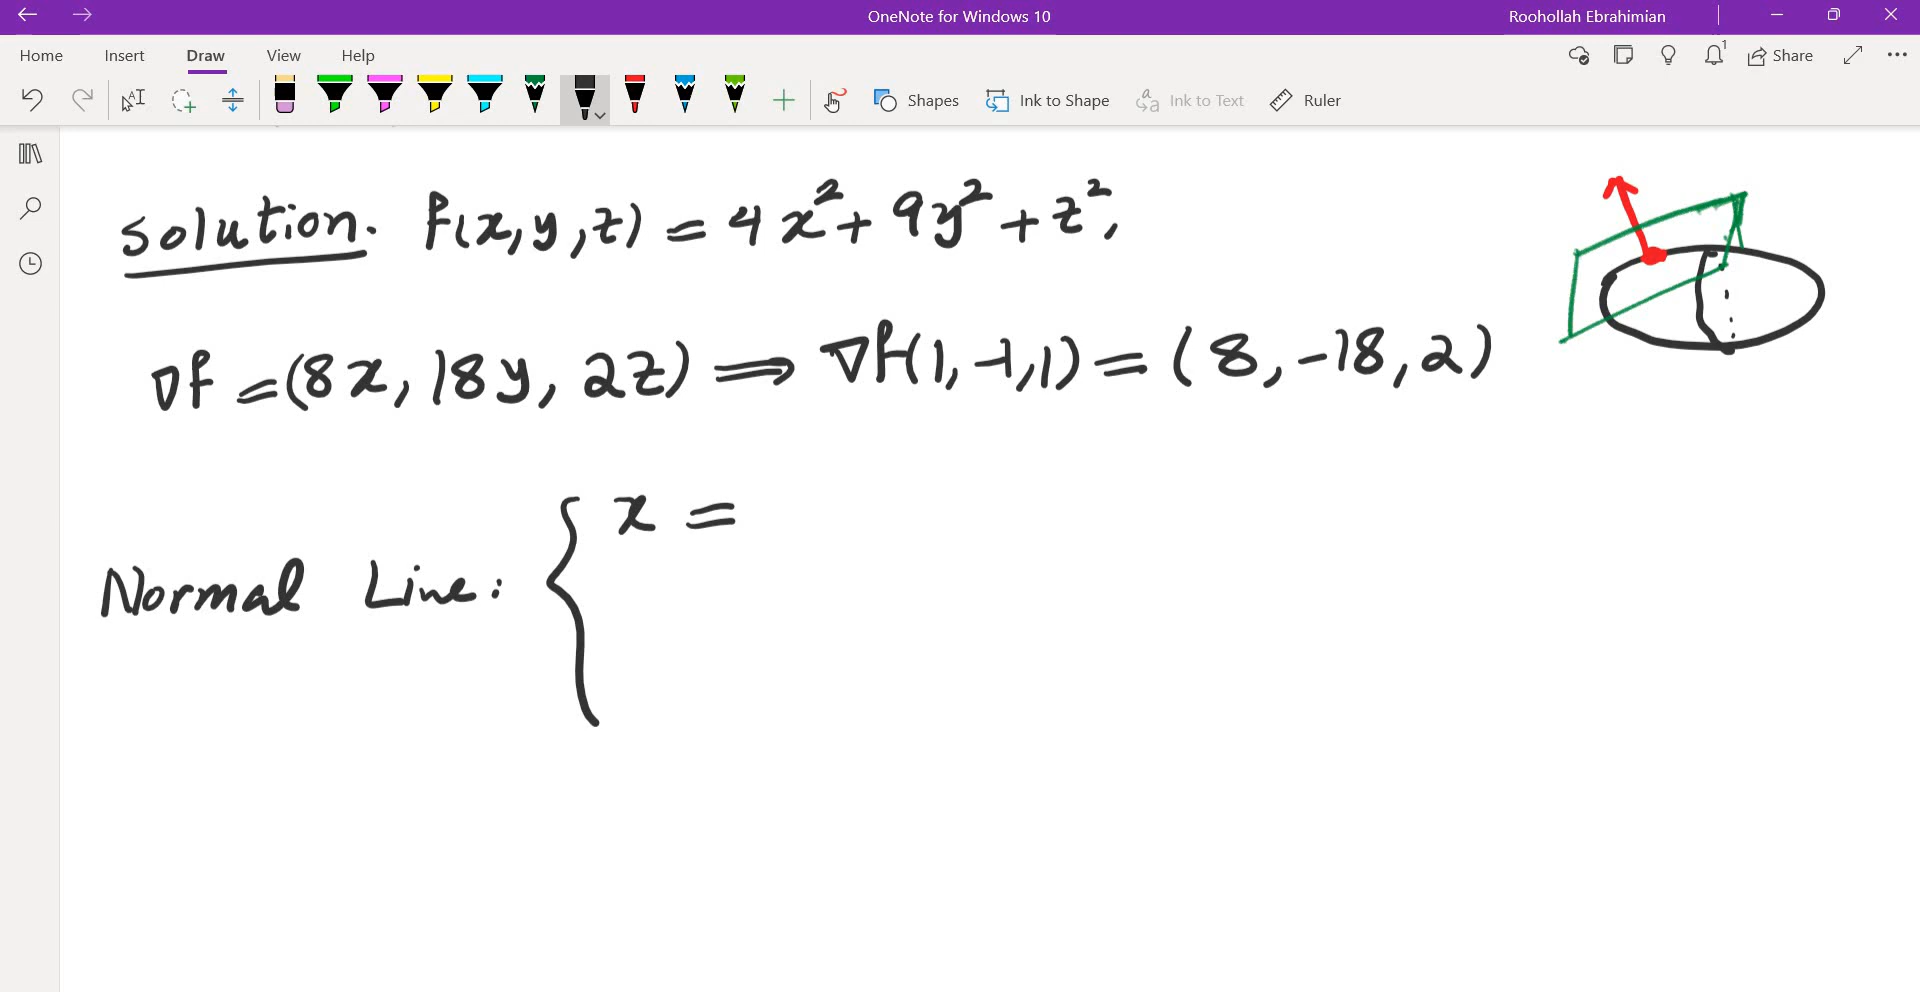 OneNote for Windows 10 Roohollah Ebrahimian
Home Insert Draw View Help 1 Share
Shapes Ink to Shape Ink to Text Ruler
solution. f(x,y,z) = 4x²+9y²+z²,
∇f =(8x, 18y, 2z) ⟹ ∇f(1,-1,1) = (8,-18,2)
x =
Normal Line: {